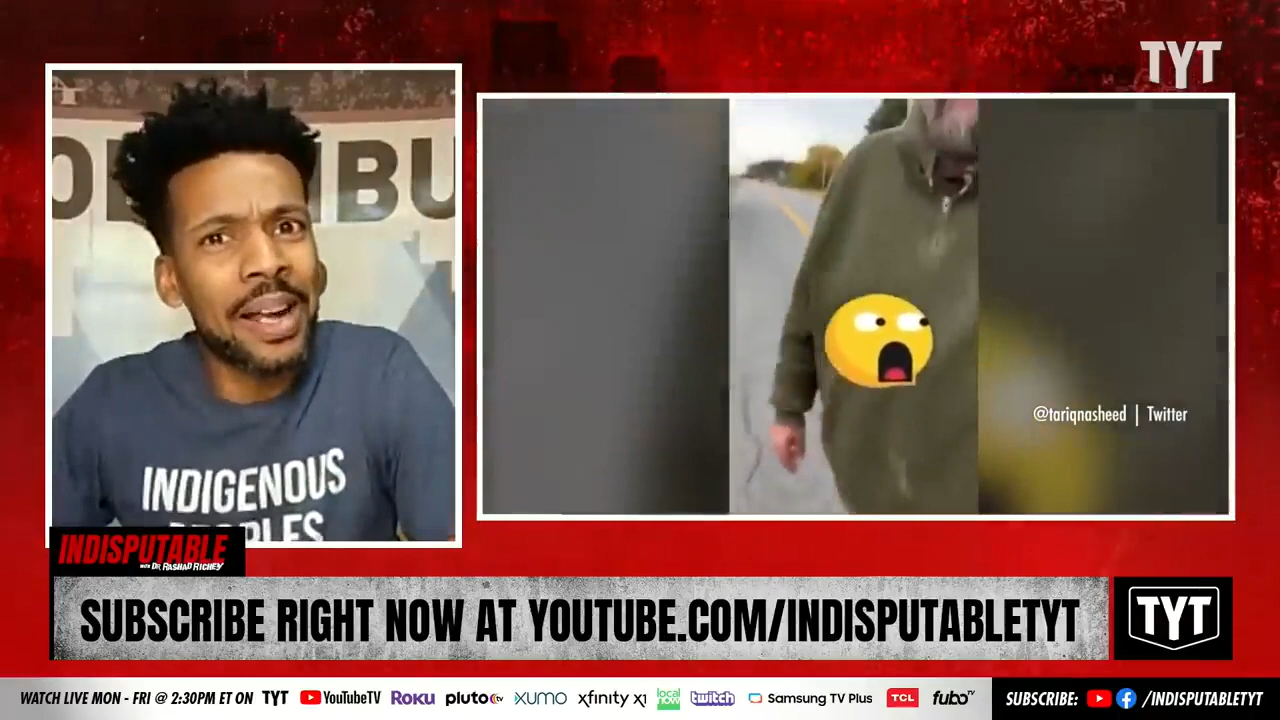 TYT
INDIGENOUS
PEOPLES
@tariqnasheed | Twitter
INDISPUTABLE
WITH DR. RASHAD RICHEY
SUBSCRIBE RIGHT NOW AT YOUTUBE.COM/INDISPUTABLETYT
TYT
WATCH LIVE MON - FRI @ 2:30PM ET ON TYT YouTubeTV ROKU pluto tv XUMO xfinity X1 local now twitch SAMSUNG TV Plus TCL fubo TV SUBSCRIBE: /INDISPUTABLETYT